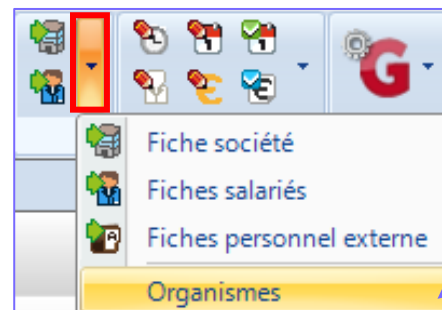 G
Fiche société
Fiches salariés
Fiches personnel externe
Organismes